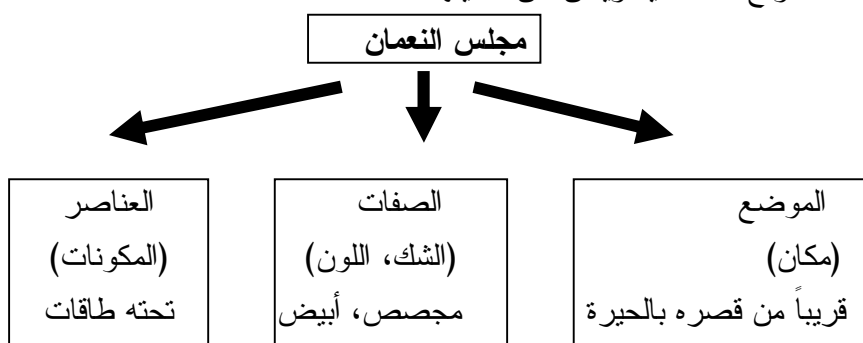 مجلس النعمان
الموضع
(مكان)
قريباً من قصره بالحيرة
الصفات
(الشك، اللون)
مجصص، أبيض
العناصر
(المكونات)
تحته طاقات